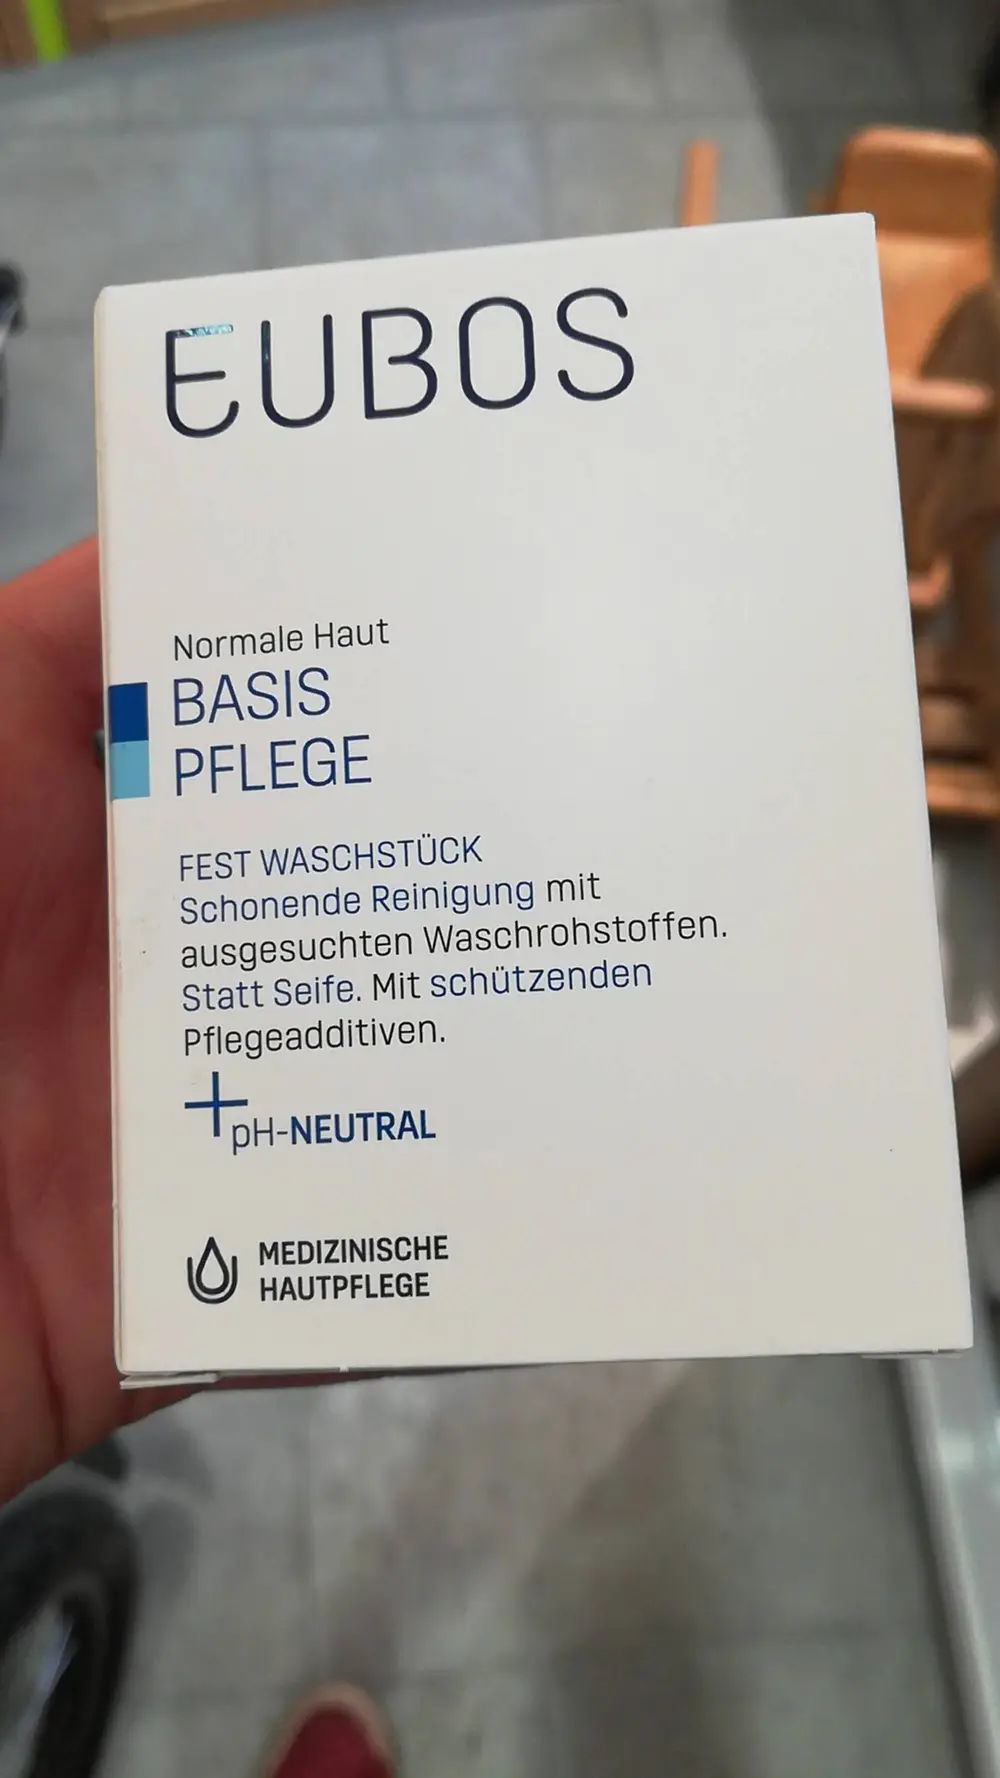 EUBOS
Normale Haut
BASIS
PFLEGE
FEST WASCHSTÜCK
Schonende Reinigung mit
ausgesuchten Waschrohstoffen.
Statt Seife. Mit schützenden
Pflegeadditiven.
pH-NEUTRAL
MEDIZINISCHE
HAUTPFLEGE